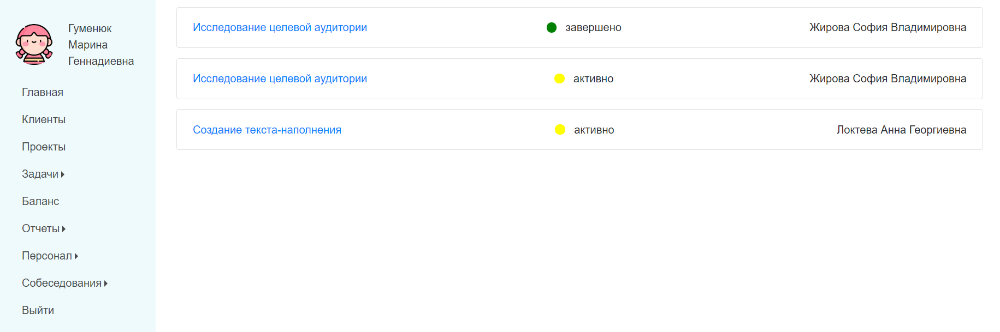 Гуменюк
Марина
Геннадиевна
Главная
Клиенты
Проекты
Задачи
Баланс
Отчеты
Персонал
Собеседования
Выйти
Исследование целевой аудитории завершено Жирова София Владимировна
Исследование целевой аудитории активно Жирова София Владимировна
Создание текста-наполнения активно Локтева Анна Георгиевна